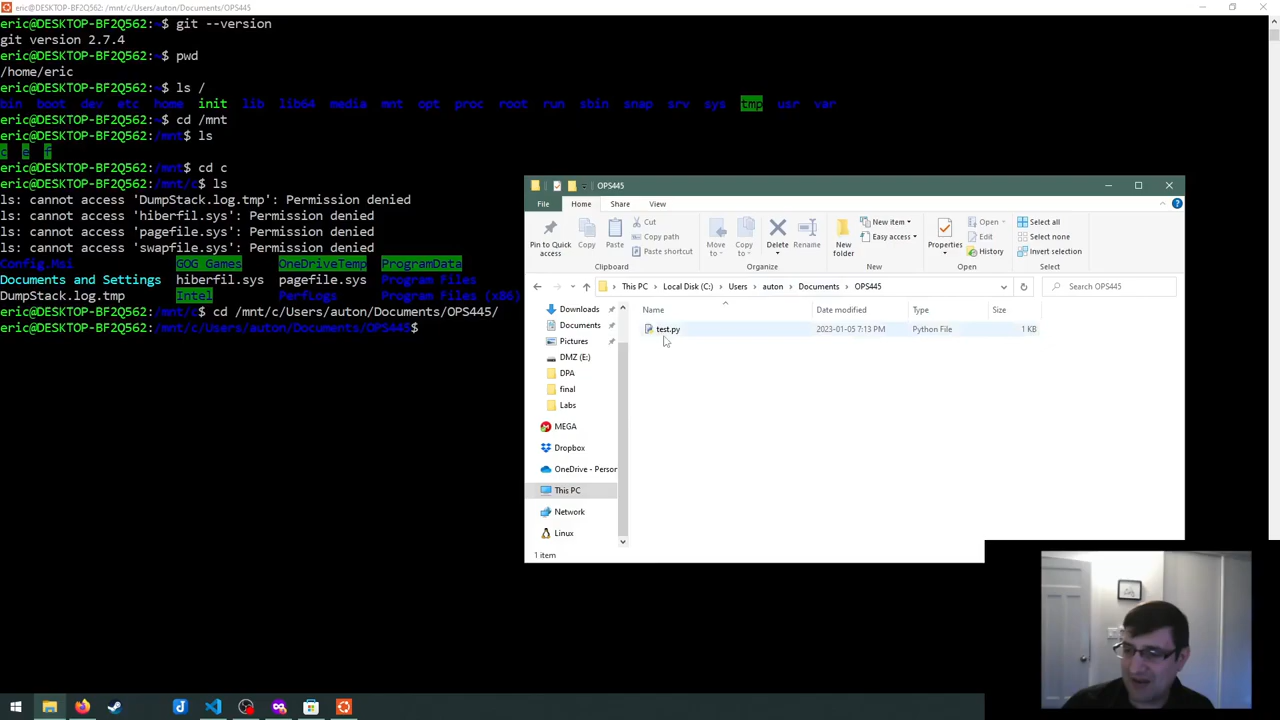 /mnt/c/Users/auton/Documents/OPS445
eric@DESKTOP-BF2Q562:~$ git --version
git version 2.7.4
eric@DESKTOP-BF2Q562:~$ pwd
/home/eric
eric@DESKTOP-BF2Q562:~$ ls /
bin boot dev etc home init lib lib64 media mnt opt proc root run sbin snap srv sys tmp usr var
eric@DESKTOP-BF2Q562:~$ cd /mnt
eric@DESKTOP-BF2Q562:/mnt$ ls
c e f
eric@DESKTOP-BF2Q562:/mnt$ cd c
eric@DESKTOP-BF2Q562:/mnt/c$ ls
ls: cannot access 'DumpStack.log.tmp': Permission denied
ls: cannot access 'hiberfil.sys': Permission denied
ls: cannot access 'pagefile.sys': Permission denied
ls: cannot access 'swapfile.sys': Permission denied
Config.Msi GOG Games OneDriveTemp ProgramData
Documents and Settings hiberfil.sys pagefile.sys Program Files
DumpStack.log.tmp Intel PerfLogs Program Files (x86)
eric@DESKTOP-BF2Q562:/mnt/c$ cd /mnt/c/Users/auton/Documents/OPS445/
eric@DESKTOP-BF2Q562:/mnt/c/Users/auton/Documents/OPS445$
OPS445
File Home Share View
Pin to Quick access
Copy
Paste
Cut
Copy path
Paste shortcut
Move to
Copy to
Delete
Rename
New folder
New item
Easy access
Properties
Open
Edit
History
Select all
Select none
Invert selection
Clipboard Organize New Open Select
This PC Local Disk (C:) Users auton Documents OPS445
Search OPS445
Name Date modified Type Size
test.py 2023-01-05 7:13 PM Python File 1 KB
Downloads
Documents
Pictures
DMZ (E:)
DPA
final
Labs
MEGA
Dropbox
OneDrive - Person
This PC
Network
Linux
1 item